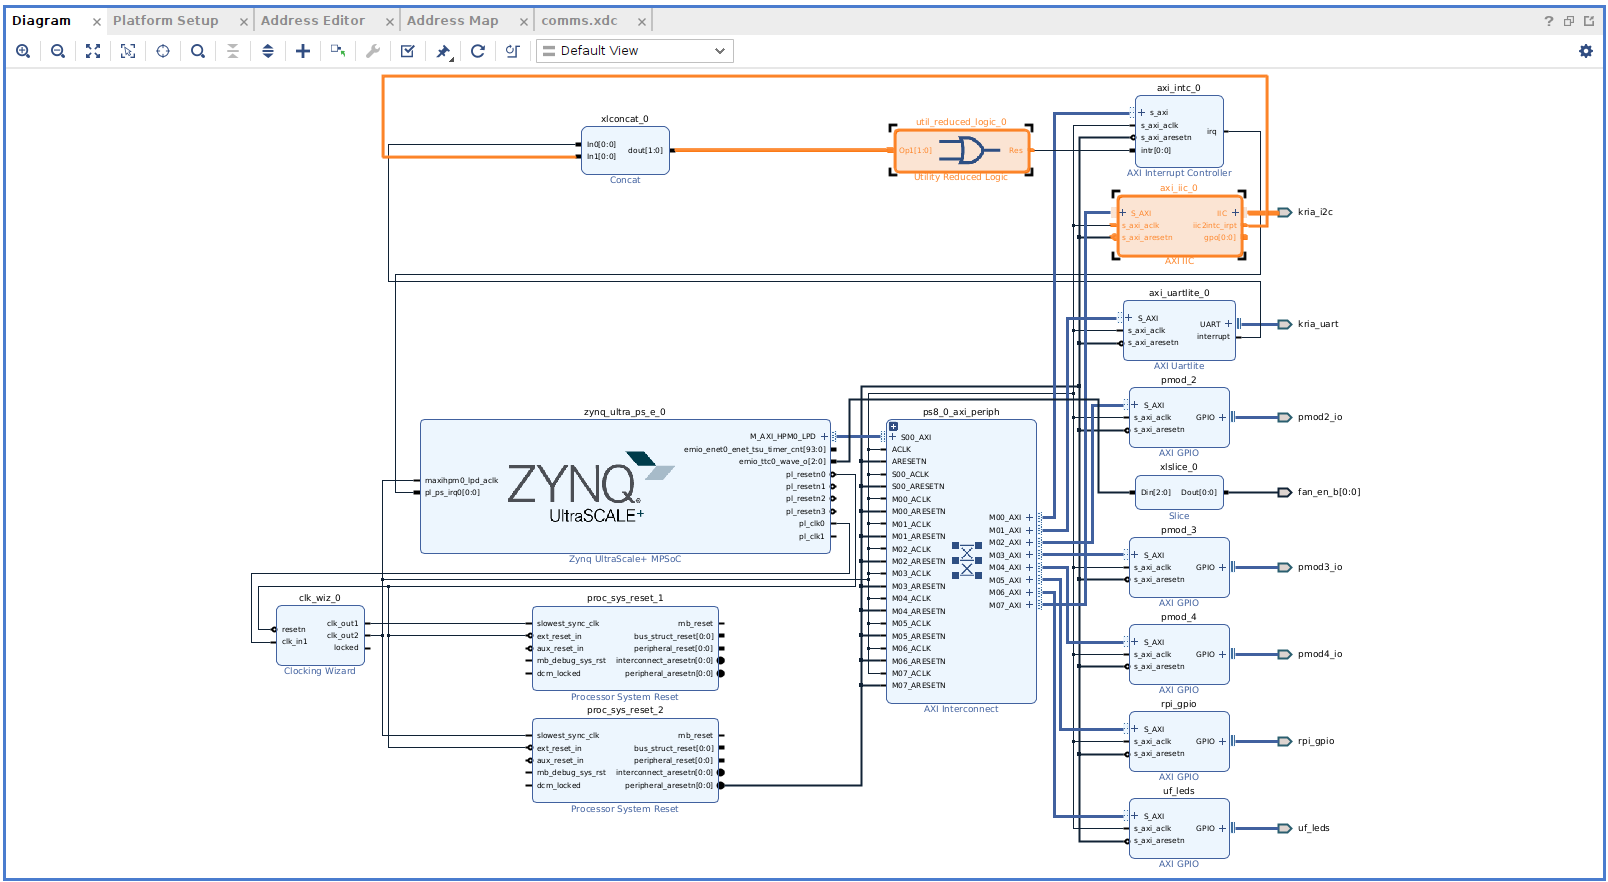 Diagram
Platform Setup
Address Editor
Address Map
comms.xdc
Default View
xlconcat_0
In0[0:0]
In1[0:0]
dout[1:0]
Concat
util_reduced_logic_0
Op1[1:0]
Res
Utility Reduced Logic
axi_intc_0
s_axi
s_axi_aclk
s_axi_aresetn
intr[0:0]
irq
AXI Interrupt Controller
axi_iic_0
S_AXI
s_axi_aclk
s_axi_aresetn
IIC
iic2intc_irpt
gpo[0:0]
AXI IIC
kria_i2c
axi_uartlite_0
S_AXI
s_axi_aclk
s_axi_aresetn
UART
interrupt
AXI Uartlite
kria_uart
pmod_2
S_AXI
s_axi_aclk
s_axi_aresetn
GPIO
AXI GPIO
pmod2_io
xlslice_0
Din[2:0]
Dout[0:0]
Slice
fan_en_b[0:0]
pmod_3
S_AXI
s_axi_aclk
s_axi_aresetn
GPIO
AXI GPIO
pmod3_io
pmod_4
S_AXI
s_axi_aclk
s_axi_aresetn
GPIO
AXI GPIO
pmod4_io
rpi_gpio
S_AXI
s_axi_aclk
s_axi_aresetn
GPIO
AXI GPIO
rpi_gpio
uf_leds
S_AXI
s_axi_aclk
s_axi_aresetn
GPIO
AXI GPIO
uf_leds
zynq_ultra_ps_e_0
maxihpm0_lpd_aclk
pl_ps_irq0[0:0]
ZYNQ
UltraSCALE+
M_AXI_HPM0_LPD
emio_enet0_enet_tsu_timer_cnt[93:0]
emio_ttc0_wave_o[2:0]
pl_resetn0
pl_resetn1
pl_resetn2
pl_resetn3
pl_clk0
pl_clk1
Zynq UltraScale+ MPSoC
ps8_0_axi_periph
S00_AXI
ACLK
ARESETN
S00_ACLK
S00_ARESETN
M00_ACLK
M00_ARESETN
M01_ACLK
M01_ARESETN
M02_ACLK
M02_ARESETN
M03_ACLK
M03_ARESETN
M04_ACLK
M04_ARESETN
M05_ACLK
M05_ARESETN
M06_ACLK
M06_ARESETN
M07_ACLK
M07_ARESETN
M00_AXI
M01_AXI
M02_AXI
M03_AXI
M04_AXI
M05_AXI
M06_AXI
M07_AXI
AXI Interconnect
clk_wiz_0
resetn
clk_in1
clk_out1
clk_out2
locked
Clocking Wizard
proc_sys_reset_1
slowest_sync_clk
ext_reset_in
aux_reset_in
mb_debug_sys_rst
dcm_locked
mb_reset
bus_struct_reset[0:0]
peripheral_reset[0:0]
interconnect_aresetn[0:0]
peripheral_aresetn[0:0]
Processor System Reset
proc_sys_reset_2
slowest_sync_clk
ext_reset_in
aux_reset_in
mb_debug_sys_rst
dcm_locked
mb_reset
bus_struct_reset[0:0]
peripheral_reset[0:0]
interconnect_aresetn[0:0]
peripheral_aresetn[0:0]
Processor System Reset